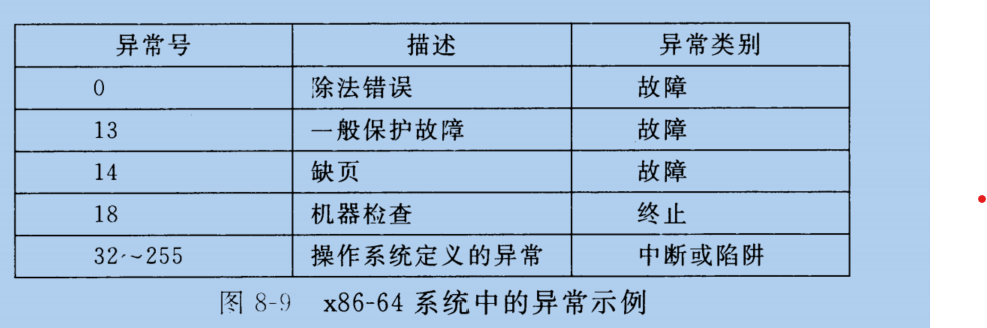 异常号 描述 异常类别
0 除法错误 故障
13 一般保护故障 故障
14 缺页 故障
18 机器检查 终止
32~255 操作系统定义的异常 中断或陷阱
图 8-9 x86-64 系统中的异常示例